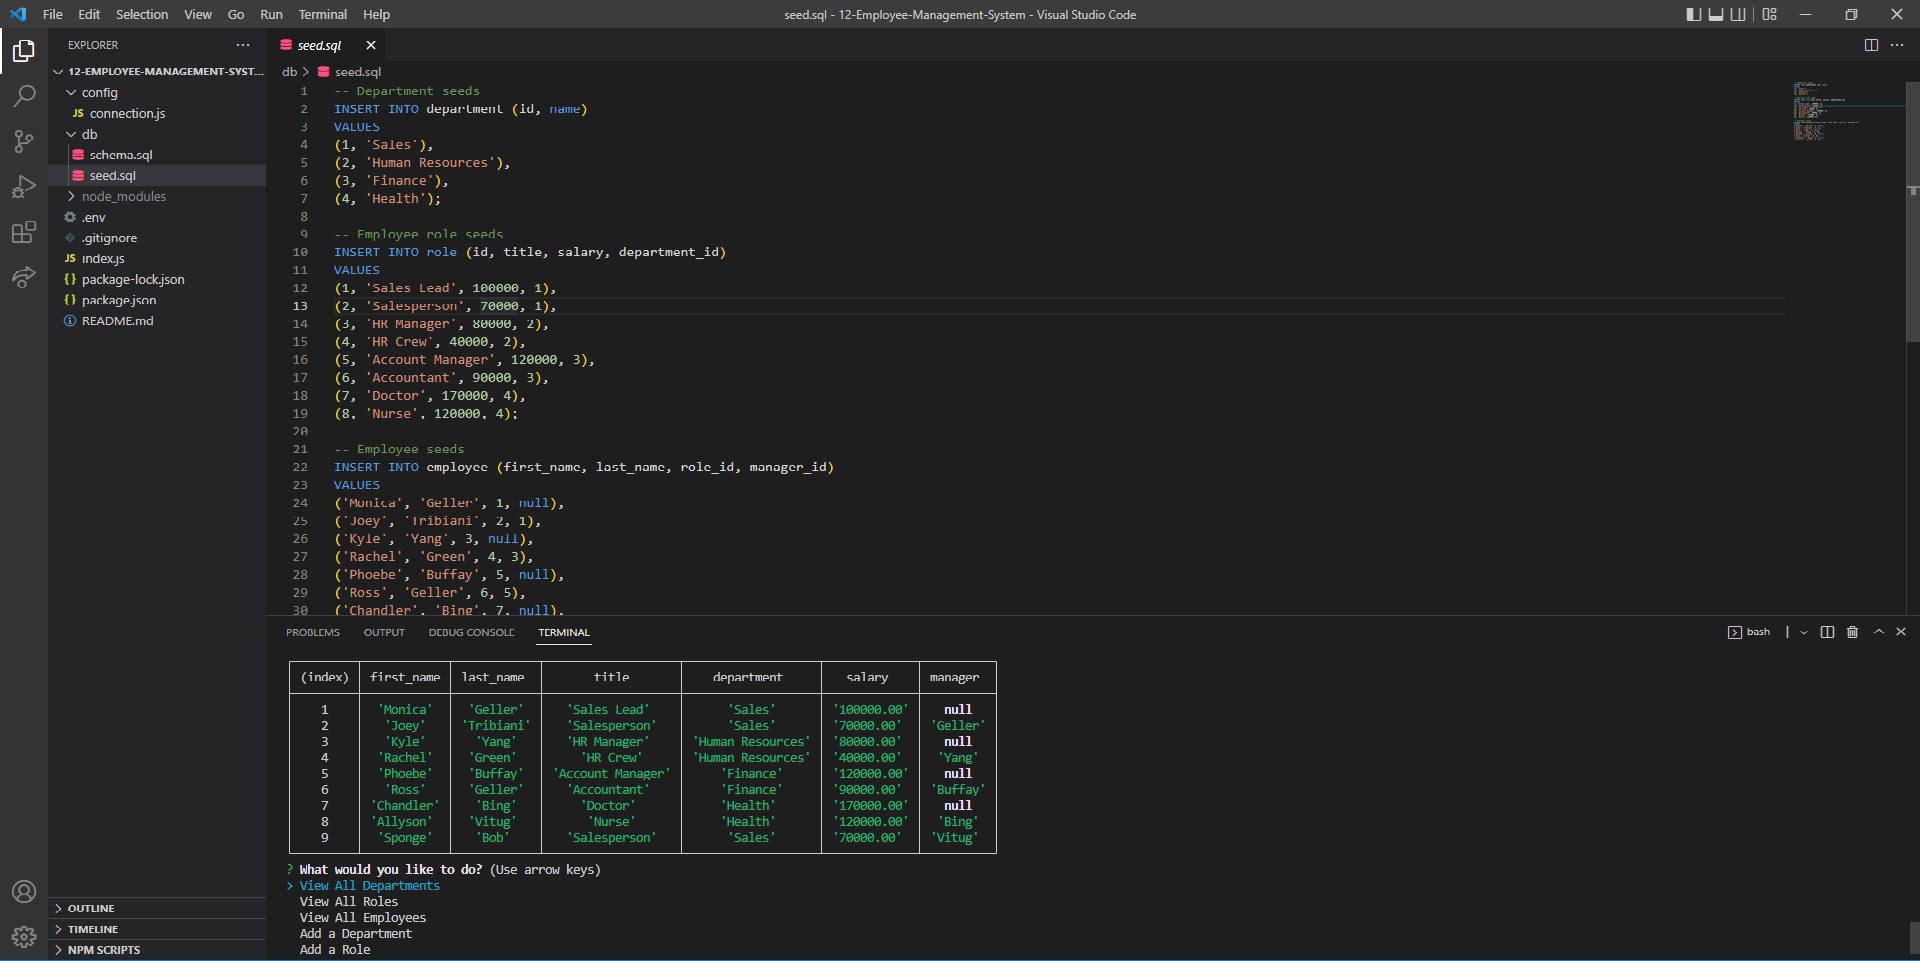 File Edit Selection View Go Run Terminal Help
seed.sql - 12-Employee-Management-System - Visual Studio Code
EXPLORER
12-EMPLOYEE-MANAGEMENT-SYST...
config
JS connection.js
db
schema.sql
seed.sql
node_modules
.env
.gitignore
JS index.js
{} package-lock.json
{} package.json
README.md
OUTLINE
TIMELINE
NPM SCRIPTS
seed.sql
db > seed.sql
1 -- Department seeds
2 INSERT INTO department (id, name)
3 VALUES
4 (1, 'Sales'),
5 (2, 'Human Resources'),
6 (3, 'Finance'),
7 (4, 'Health');
8
9 -- Employee role seeds
10 INSERT INTO role (id, title, salary, department_id)
11 VALUES
12 (1, 'Sales Lead', 100000, 1),
13 (2, 'Salesperson', 70000, 1),
14 (3, 'HR Manager', 80000, 2),
15 (4, 'HR Crew', 40000, 2),
16 (5, 'Account Manager', 120000, 3),
17 (6, 'Accountant', 90000, 3),
18 (7, 'Doctor', 170000, 4),
19 (8, 'Nurse', 120000, 4);
20
21 -- Employee seeds
22 INSERT INTO employee (first_name, last_name, role_id, manager_id)
23 VALUES
24 ('Monica', 'Geller', 1, null),
25 ('Joey', 'Tribiani', 2, 1),
26 ('Kyle', 'Yang', 3, null),
27 ('Rachel', 'Green', 4, 3),
28 ('Phoebe', 'Buffay', 5, null),
29 ('Ross', 'Geller', 6, 5),
30 ('Chandler', 'Bing', 7, null),
PROBLEMS OUTPUT DEBUG CONSOLE TERMINAL
bash
(index) first_name last_name title department salary manager
1 'Monica' 'Geller' 'Sales Lead' 'Sales' '100000.00' null
2 'Joey' 'Tribiani' 'Salesperson' 'Sales' '70000.00' 'Geller'
3 'Kyle' 'Yang' 'HR Manager' 'Human Resources' '80000.00' null
4 'Rachel' 'Green' 'HR Crew' 'Human Resources' '40000.00' 'Yang'
5 'Phoebe' 'Buffay' 'Account Manager' 'Finance' '120000.00' null
6 'Ross' 'Geller' 'Accountant' 'Finance' '90000.00' 'Buffay'
7 'Chandler' 'Bing' 'Doctor' 'Health' '170000.00' null
8 'Allyson' 'Vitug' 'Nurse' 'Health' '120000.00' 'Bing'
9 'Sponge' 'Bob' 'Salesperson' 'Sales' '70000.00' 'Vitug'
? What would you like to do? (Use arrow keys)
> View All Departments
View All Roles
View All Employees
Add a Department
Add a Role